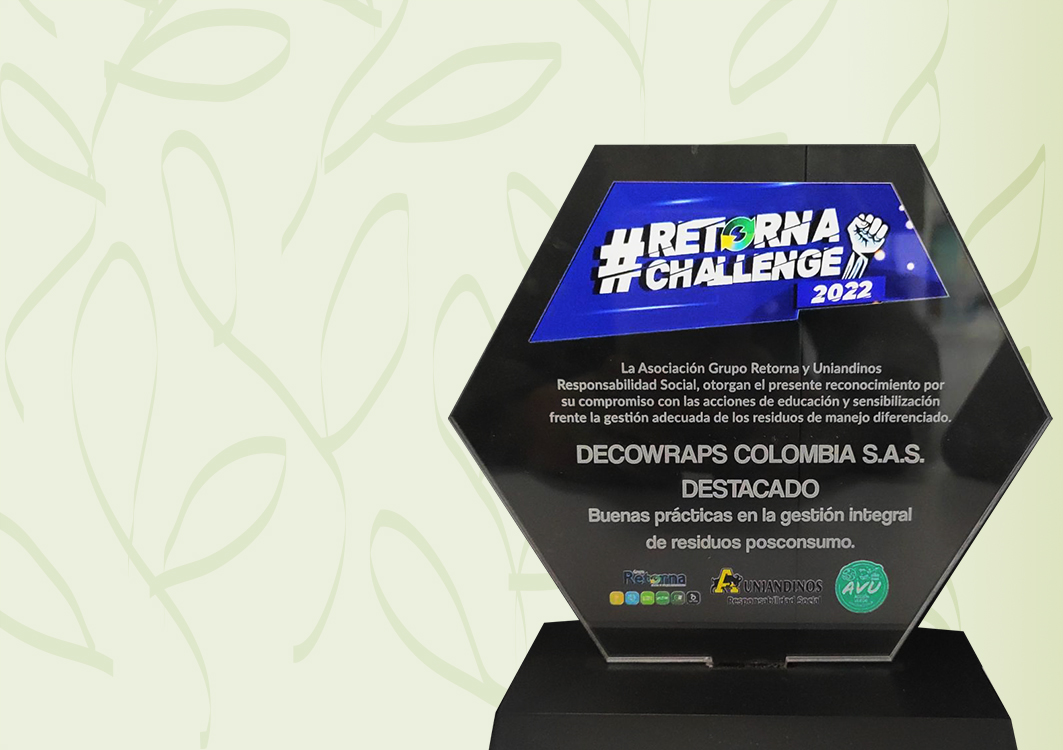 #RETORNA
CHALLENGE
2022
La Asociación Grupo Retorna y Uniandinos
Responsabilidad Social, otorgan el presente reconocimiento por
su compromiso con las acciones de educación y sensibilización
frente la gestión adecuada de los residuos de manejo diferenciado.
DECOWRAPS COLOMBIA S.A.S.
DESTACADO
Buenas prácticas en la gestión integral
de residuos posconsumo.
Retorna
UNIANDINOS
Responsabilidad Social
AVU